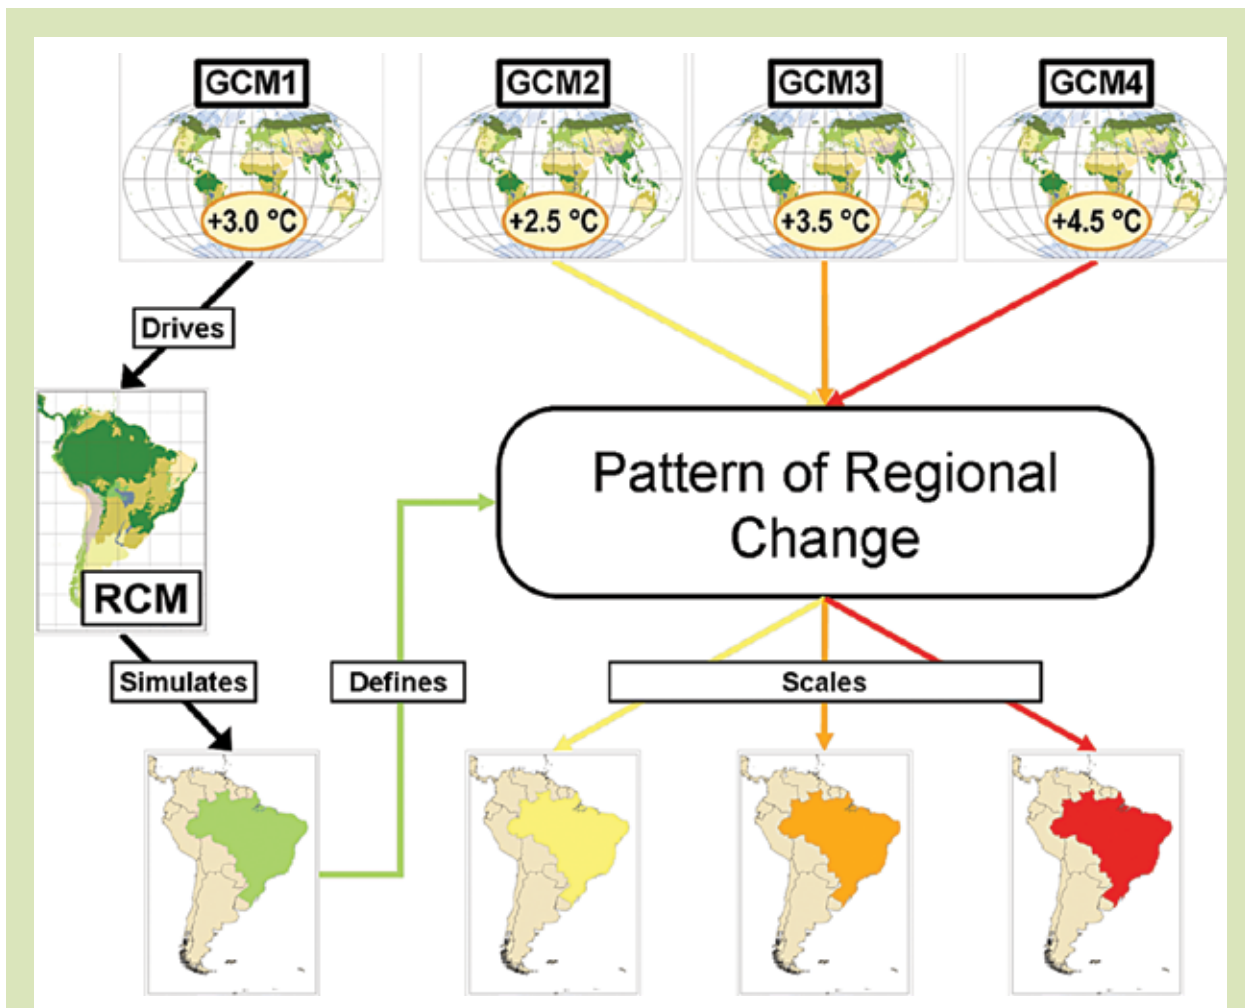 GCM1
GCM2
GCM3
GCM4
+3.0 °C
+2.5 °C
+3.5 °C
+4.5 °C
Drives
Pattern of Regional
Change
RCM
Simulates
Defines
Scales